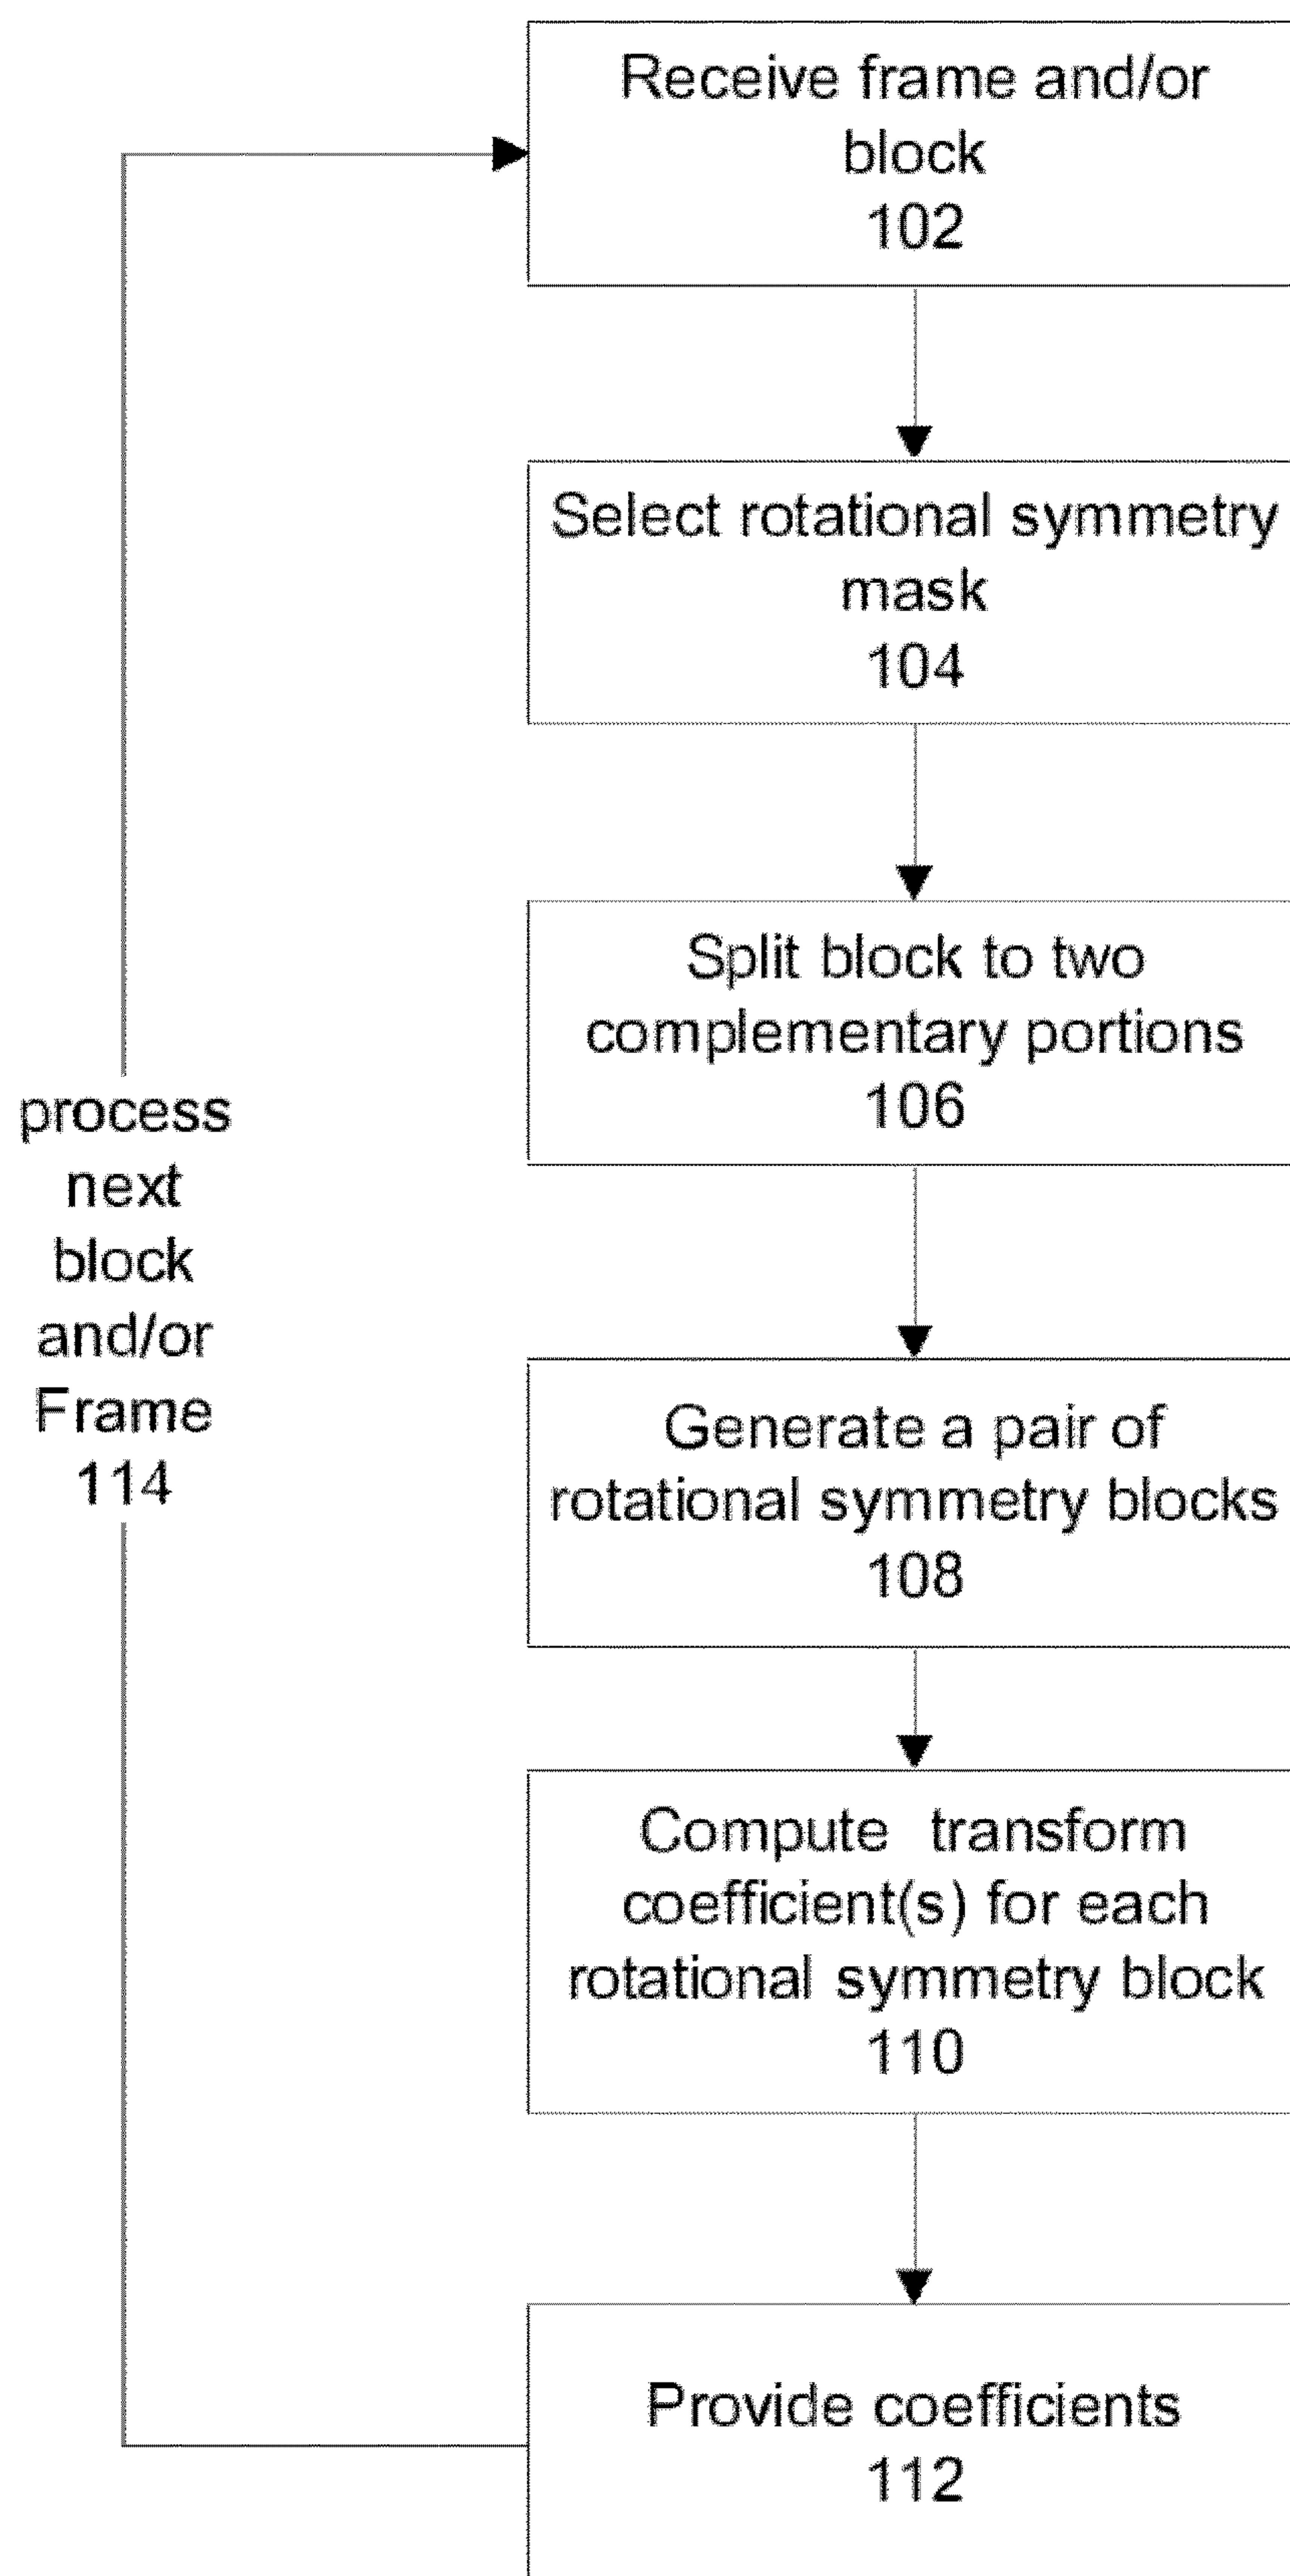 Receive frame and/or
block
102
Select rotational symmetry
mask
104
Split block to two
complementary portions
106
process
next
block
and/or
Frame
114
Generate a pair of
rotational symmetry blocks
108
Compute transform
coefficient(s) for each
rotational symmetry block
110
Provide coefficients
112